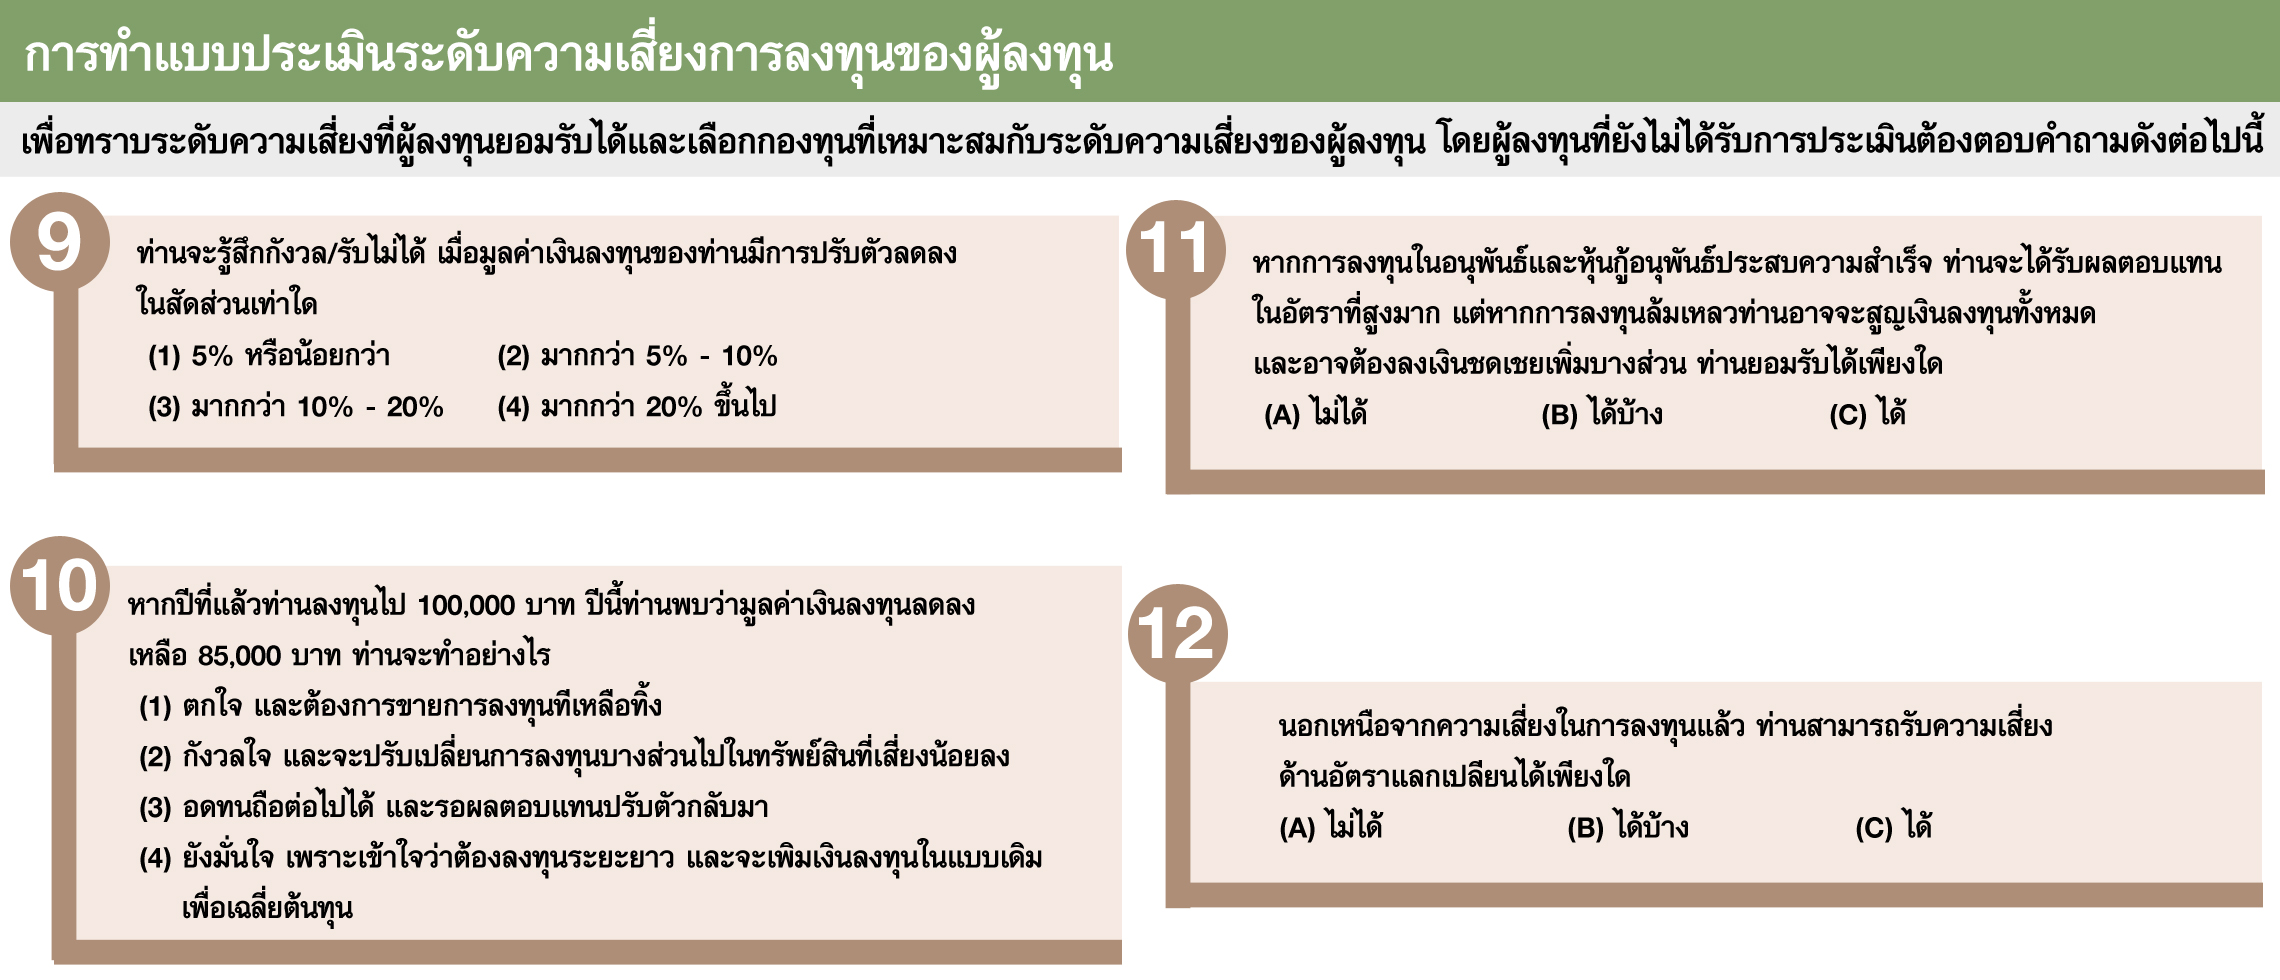 การทำแบบประเมินระดับความเสี่ยงการลงทุนของผู้ลงทุน
เพื่อทราบระดับความเสี่ยงที่ผู้ลงทุนยอมรับได้และเลือกกองทุนที่เหมาะสมกับระดับความเสี่ยงของผู้ลงทุน โดยผู้ลงทุนที่ยังไม่ได้รับการประเมินต้องตอบคำถามดังต่อไปนี้
9
ท่านจะรู้สึกกังวล/รับไม่ได้ เมื่อมูลค่าเงินลงทุนของท่านมีการปรับตัวลดลง
ในสัดส่วนเท่าใด
(1) 5% หรือน้อยกว่า (2) มากกว่า 5% - 10%
(3) มากกว่า 10% - 20% (4) มากกว่า 20% ขึ้นไป
10
หากปีที่แล้วท่านลงทุนไป 100,000 บาท ปีนี้ท่านพบว่ามูลค่าเงินลงทุนลดลง
เหลือ 85,000 บาท ท่านจะทำอย่างไร
(1) ตกใจ และต้องการขายการลงทุนทีเหลือทิ้ง
(2) กังวลใจ และจะปรับเปลี่ยนการลงทุนบางส่วนไปในทรัพย์สินที่เสี่ยงน้อยลง
(3) อดทนถือต่อไปได้ และรอผลตอบแทนปรับตัวกลับมา
(4) ยังมั่นใจ เพราะเข้าใจว่าต้องลงทุนระยะยาว และจะเพิมเงินลงทุนในแบบเดิม
เพื่อเฉลี่ยต้นทุน
11
หากการลงทุนในอนุพันธ์และหุ้นกู้อนุพันธ์ประสบความสำเร็จ ท่านจะได้รับผลตอบแทน
ในอัตราที่สูงมาก แต่หากการลงทุนล้มเหลวท่านอาจจะสูญเงินลงทุนทั้งหมด
และอาจต้องลงเงินชดเชยเพิ่มบางส่วน ท่านยอมรับได้เพียงใด
(A) ไม่ได้ (B) ได้บ้าง (C) ได้
12
นอกเหนือจากความเสี่ยงในการลงทุนแล้ว ท่านสามารถรับความเสี่ยง
ด้านอัตราแลกเปลียนได้เพียงใด
(A) ไม่ได้ (B) ได้บ้าง (C) ได้